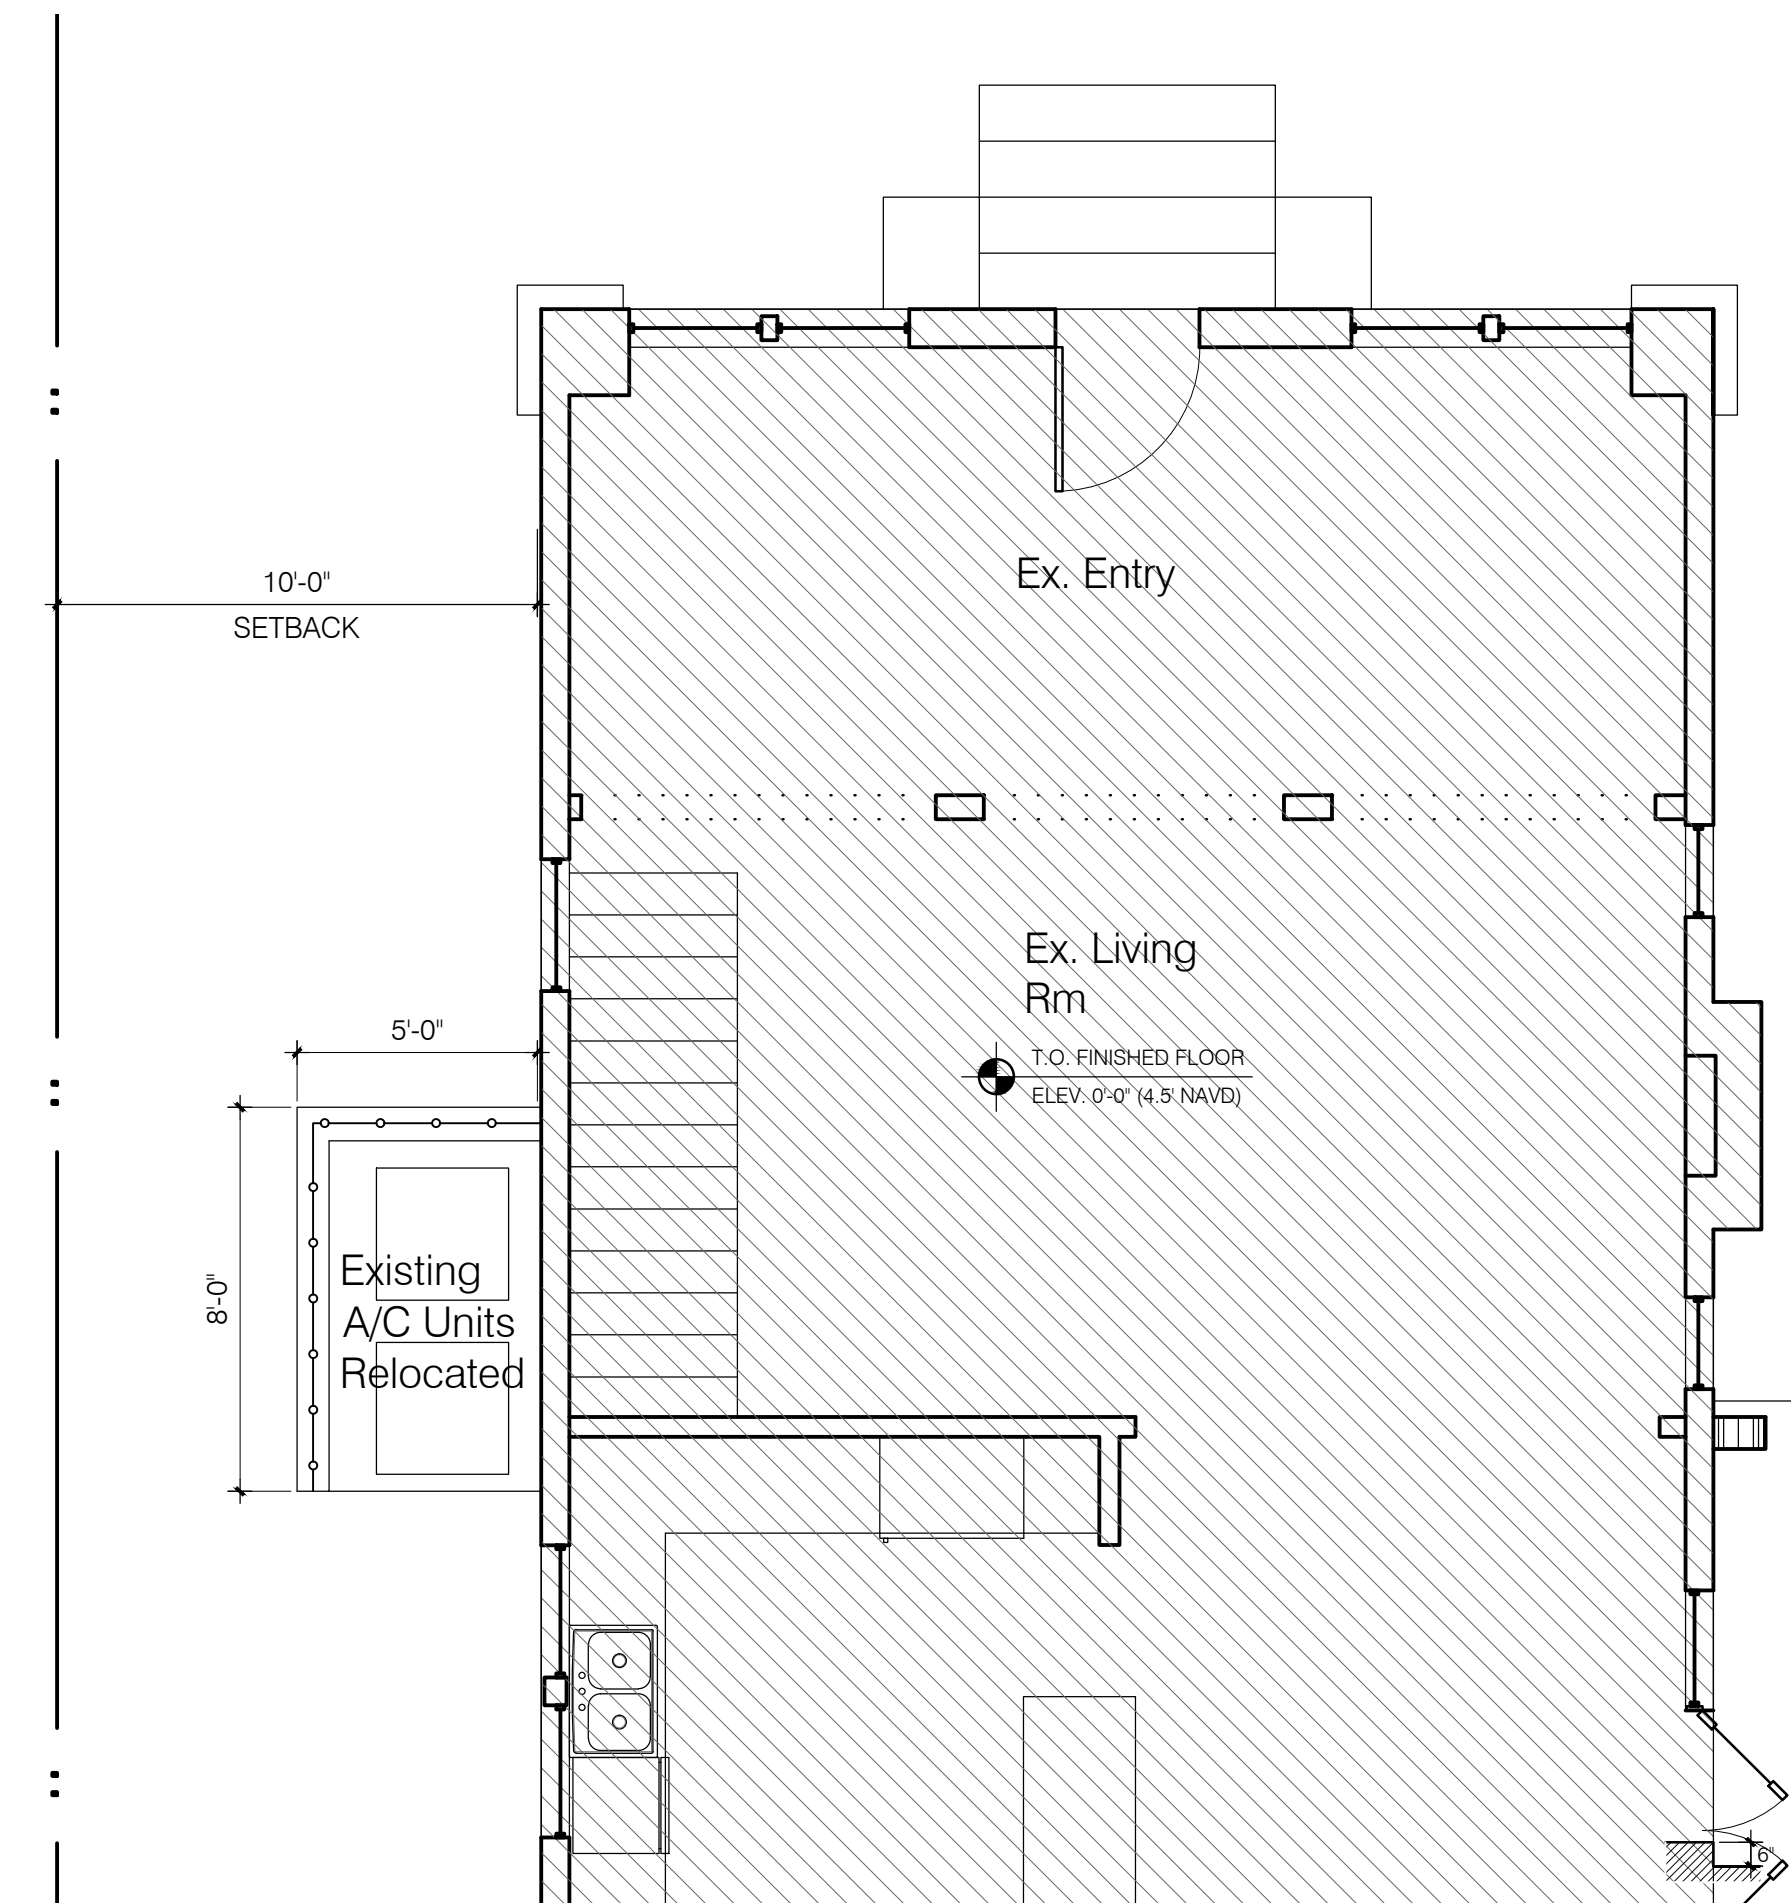 Ex. Entry
10'-0"
SETBACK
Ex. Living
Rm
5'-0"
T.O. FINISHED FLOOR
ELEV. 0'-0" (4.5' NAVD)
8'-0"
Existing
A/C Units
Relocated
6"